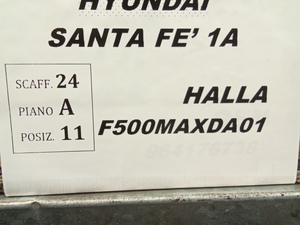 HYUNDAI
SANTA FE' 1A
SCAFF. 24
PIANO A
POSIZ. 11
HALLA
F500MAXDA01